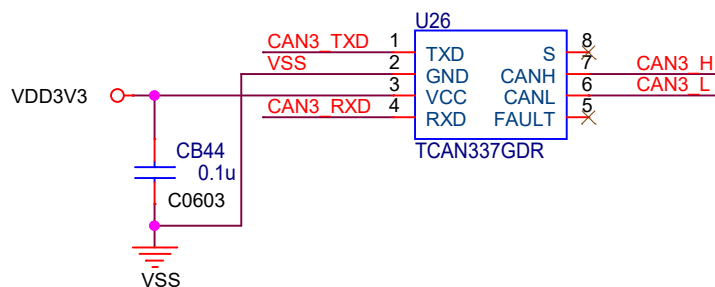 U26
CAN3_TXD 1 TXD S 8
VSS 2 GND CANH 7 CAN3_H
VDD3V3 3 VCC CANL 6 CAN3_L
CAN3_RXD 4 RXD FAULT 5
TCAN337GDR
CB44
0.1u
C0603
VSS